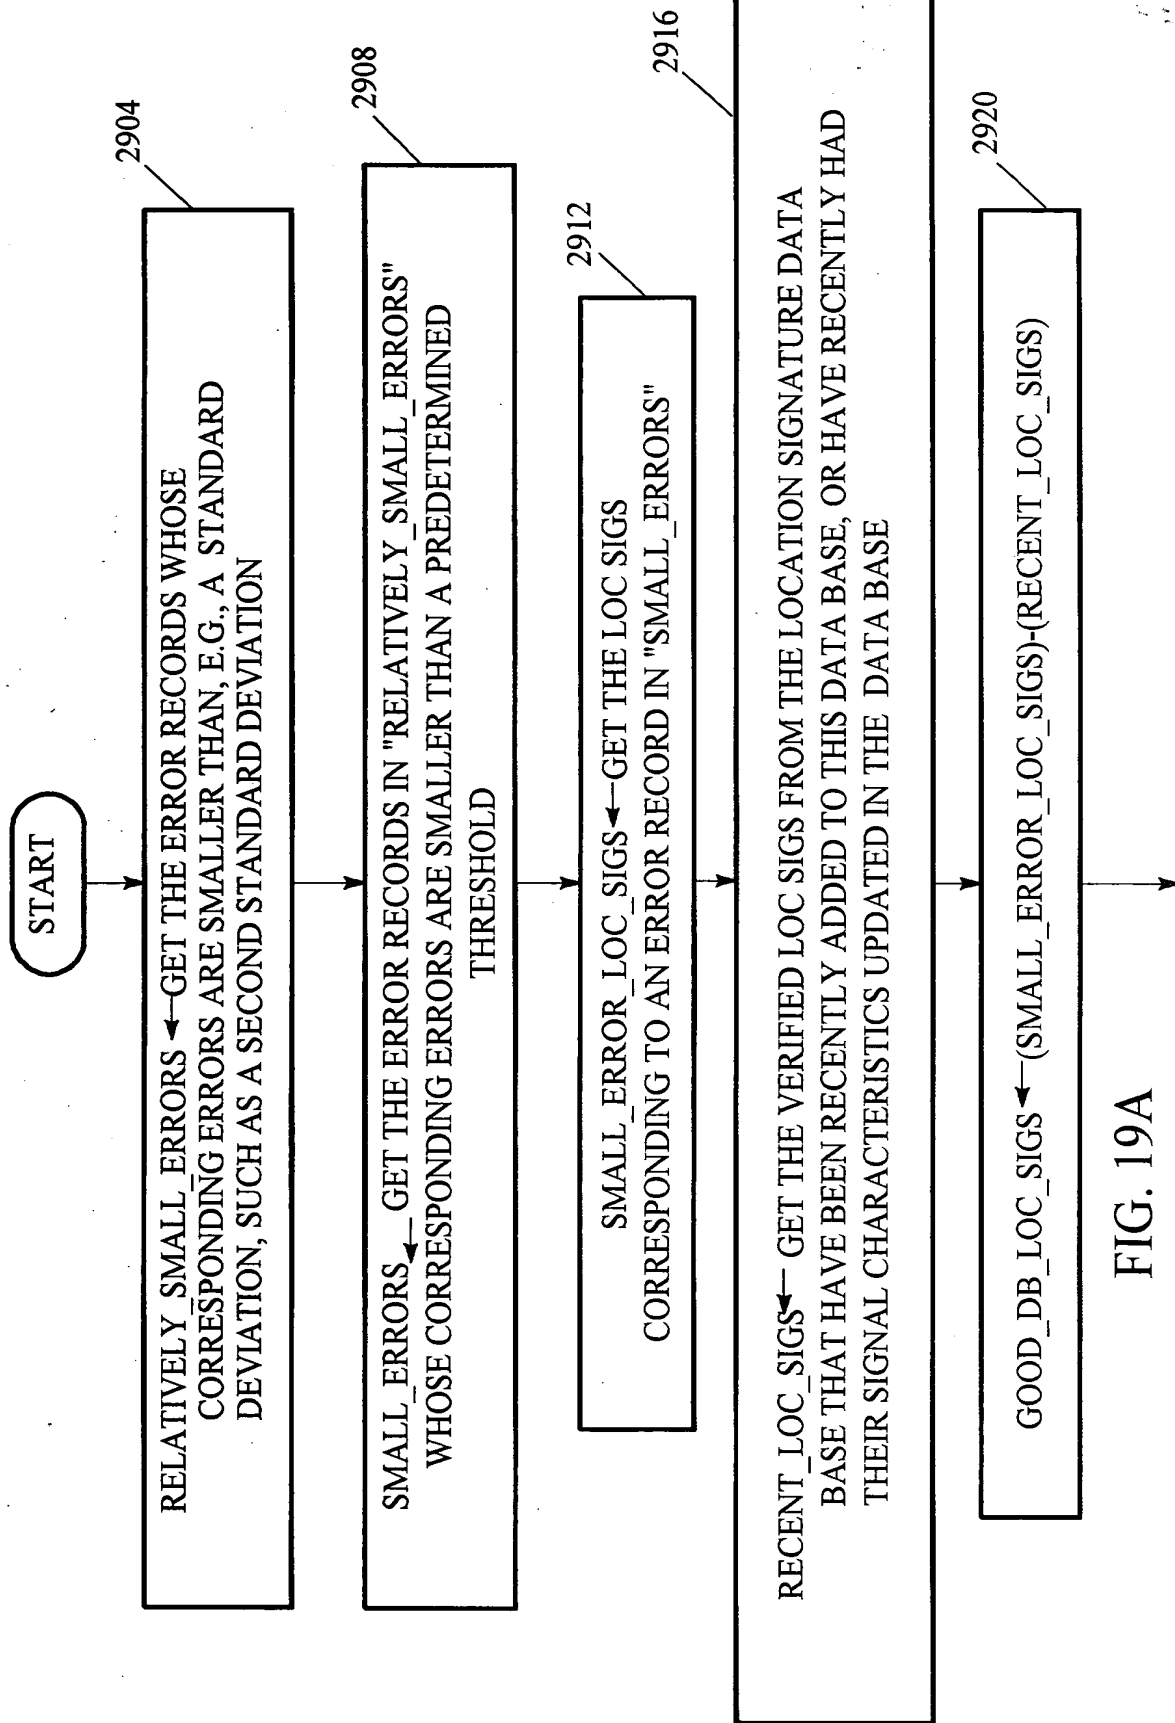 START
2904
RELATIVELY_SMALL_ERRORS ← GET THE ERROR RECORDS WHOSE
CORRESPONDING ERRORS ARE SMALLER THAN, E.G., A STANDARD
DEVIATION, SUCH AS A SECOND STANDARD DEVIATION
2908
SMALL_ERRORS ← GET THE ERROR RECORDS IN "RELATIVELY_SMALL_ERRORS"
WHOSE CORRESPONDING ERRORS ARE SMALLER THAN A PREDETERMINED
THRESHOLD
2912
SMALL_ERROR_LOC_SIGS ← GET THE LOC SIGS
CORRESPONDING TO AN ERROR RECORD IN "SMALL_ERRORS"
2916
RECENT_LOC_SIGS ← GET THE VERIFIED LOC SIGS FROM THE LOCATION SIGNATURE DATA
BASE THAT HAVE BEEN RECENTLY ADDED TO THIS DATA BASE, OR HAVE RECENTLY HAD
THEIR SIGNAL CHARACTERISTICS UPDATED IN THE DATA BASE
2920
GOOD_DB_LOC_SIGS ← (SMALL_ERROR_LOC_SIGS)-(RECENT_LOC_SIGS)
FIG. 19A